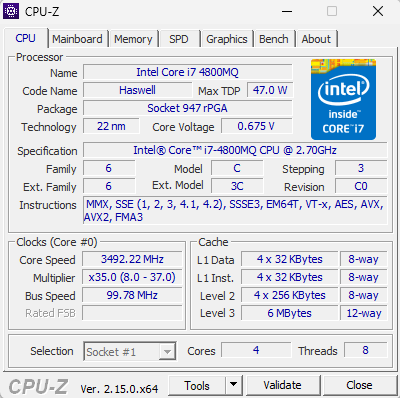 CPU-Z
CPU Mainboard Memory SPD Graphics Bench About
Processor
Name Intel Core i7 4800MQ
Code Name Haswell Max TDP 47.0 W
Package Socket 947 rPGA
Technology 22 nm Core Voltage 0.675 V
intel
inside™
CORE™ i7
Specification Intel® Core™ i7-4800MQ CPU @ 2.70GHz
Family 6 Model C Stepping 3
Ext. Family 6 Ext. Model 3C Revision C0
Instructions MMX, SSE (1, 2, 3, 4.1, 4.2), SSSE3, EM64T, VT-x, AES, AVX,
AVX2, FMA3
Clocks (Core #0)
Core Speed 3492.22 MHz
Multiplier x35.0 (8.0 - 37.0)
Bus Speed 99.78 MHz
Rated FSB
Cache
L1 Data 4 x 32 KBytes 8-way
L1 Inst. 4 x 32 KBytes 8-way
Level 2 4 x 256 KBytes 8-way
Level 3 6 MBytes 12-way
Selection Socket #1 Cores 4 Threads 8
CPU-Z Ver. 2.15.0.x64 Tools Validate Close